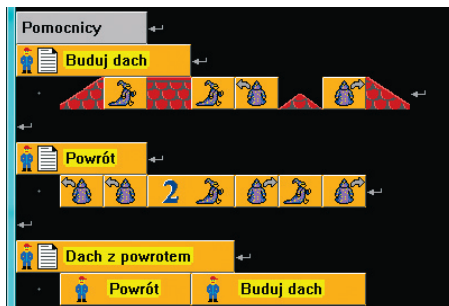 Pomocnicy
Buduj dach
Powrót
2
Dach z powrotem
Powrót Buduj dach